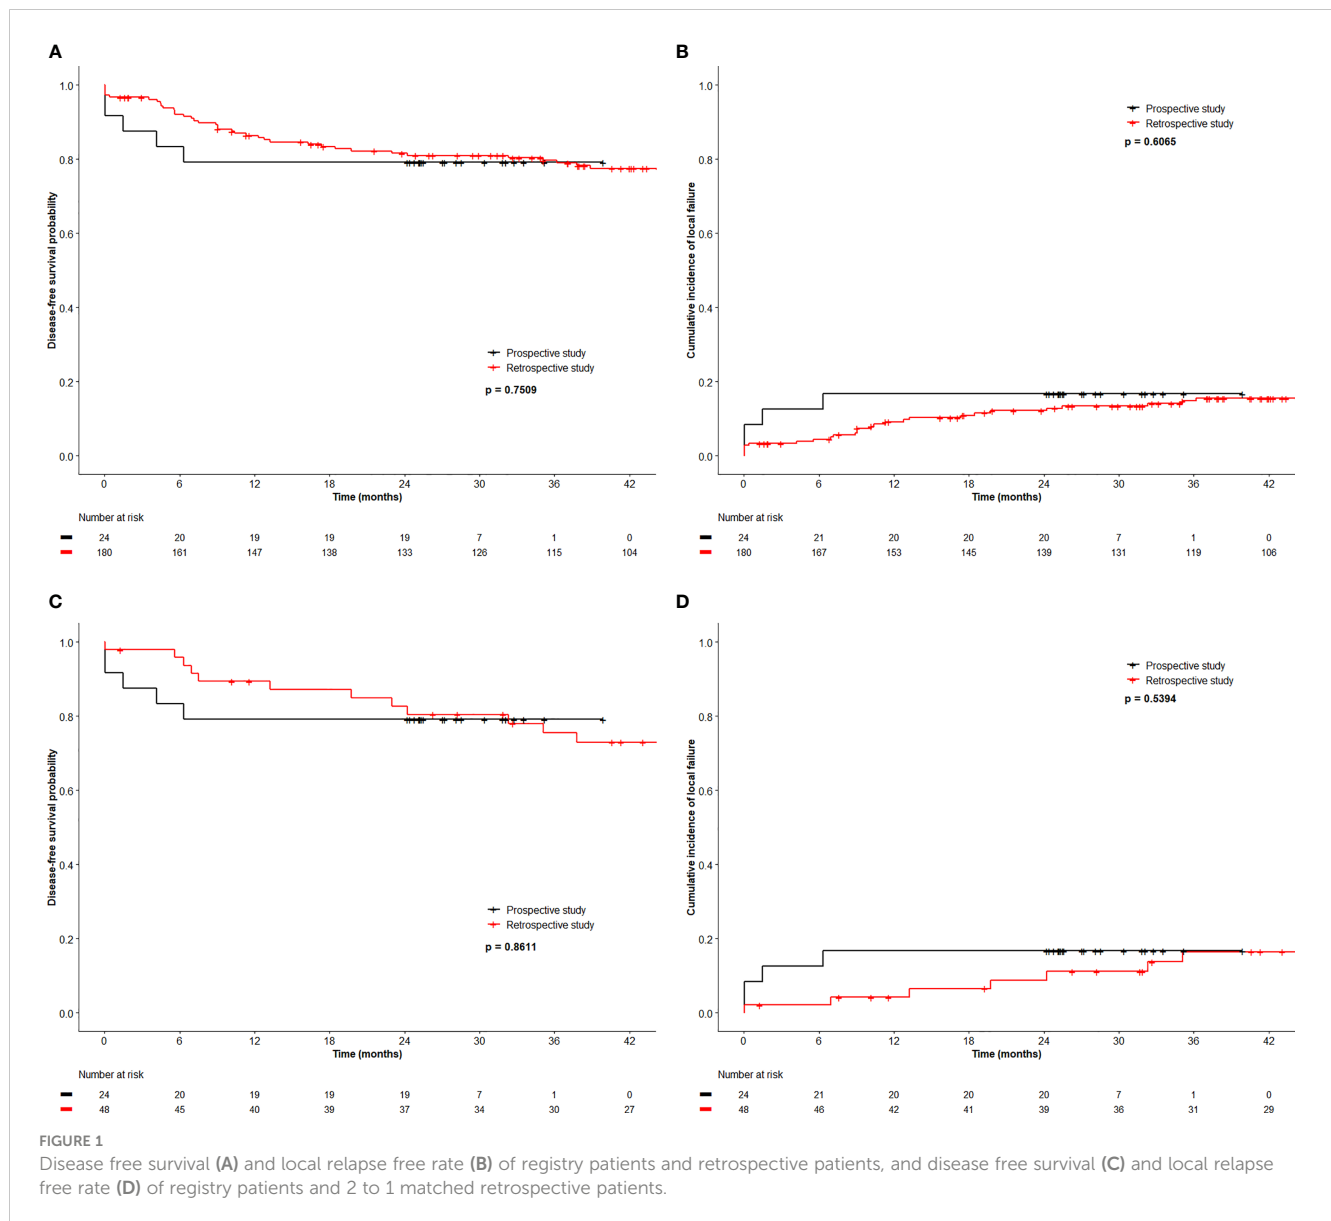 A
1.0
0.8
0.6
0.4
0.2
0.0
Disease-free survival probability
Prospective study
Retrospective study
p = 0.7509
0 6 12 18 24 30 36 42
Time (months)
Number at risk
24 20 19 19 19 7 1 0
180 161 147 138 133 126 115 104
B
1.0
0.8
0.6
0.4
0.2
0.0
Cumulative incidence of local failure
Prospective study
Retrospective study
p = 0.6065
0 6 12 18 24 30 36 42
Time (months)
Number at risk
24 21 20 20 20 7 1 0
180 167 153 145 139 131 119 106
C
1.0
0.8
0.6
0.4
0.2
0.0
Disease-free survival probability
Prospective study
Retrospective study
p = 0.8611
0 6 12 18 24 30 36 42
Time (months)
Number at risk
24 20 19 19 19 7 1 0
48 45 40 39 37 34 30 27
D
1.0
0.8
0.6
0.4
0.2
0.0
Cumulative incidence of local failure
Prospective study
Retrospective study
p = 0.5394
0 6 12 18 24 30 36 42
Time (months)
Number at risk
24 21 20 20 20 7 1 0
48 46 42 41 39 36 31 29
FIGURE 1
Disease free survival (A) and local relapse free rate (B) of registry patients and retrospective patients, and disease free survival (C) and local relapse
free rate (D) of registry patients and 2 to 1 matched retrospective patients.